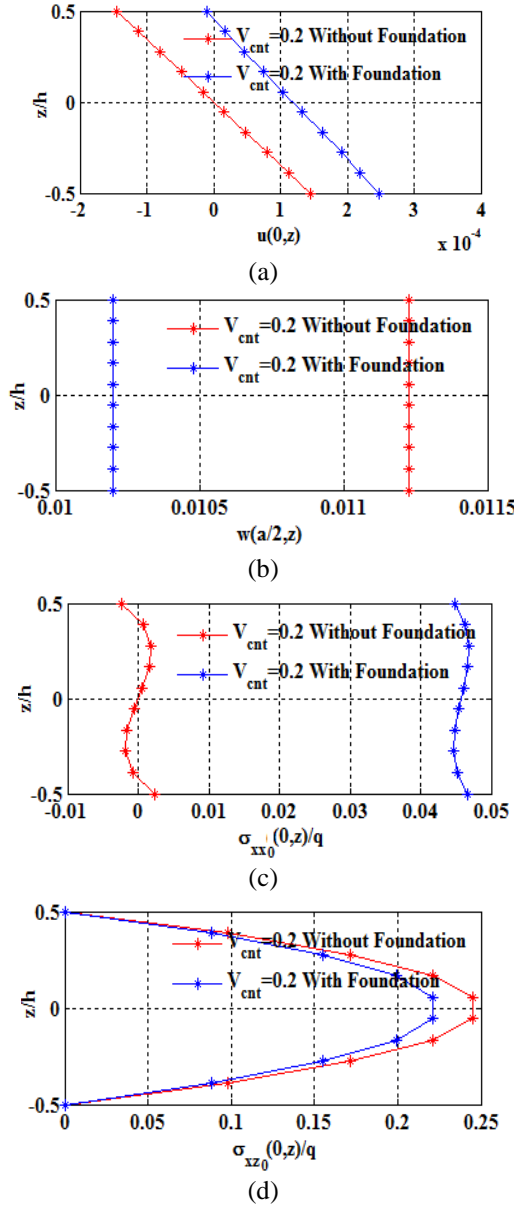 0.5
V_cnt=0.2 Without Foundation
V_cnt=0.2 With Foundation
z/h
0
-0.5
-2 -1 0 1 2 3 4
u(0,z)
x 10^-4
(a)
0.5
V_cnt=0.2 Without Foundation
V_cnt=0.2 With Foundation
z/h
0
-0.5
0.01 0.0105 0.011 0.0115
w(a/2,z)
(b)
0.5
V_cnt=0.2 Without Foundation
V_cnt=0.2 With Foundation
z/h
0
-0.5
-0.01 0 0.01 0.02 0.03 0.04 0.05
σ_xx0(0,z)/q
(c)
0.5
V_cnt=0.2 Without Foundation
V_cnt=0.2 With Foundation
z/h
0
-0.5
0 0.05 0.1 0.15 0.2 0.25
σ_xz0(0,z)/q
(d)